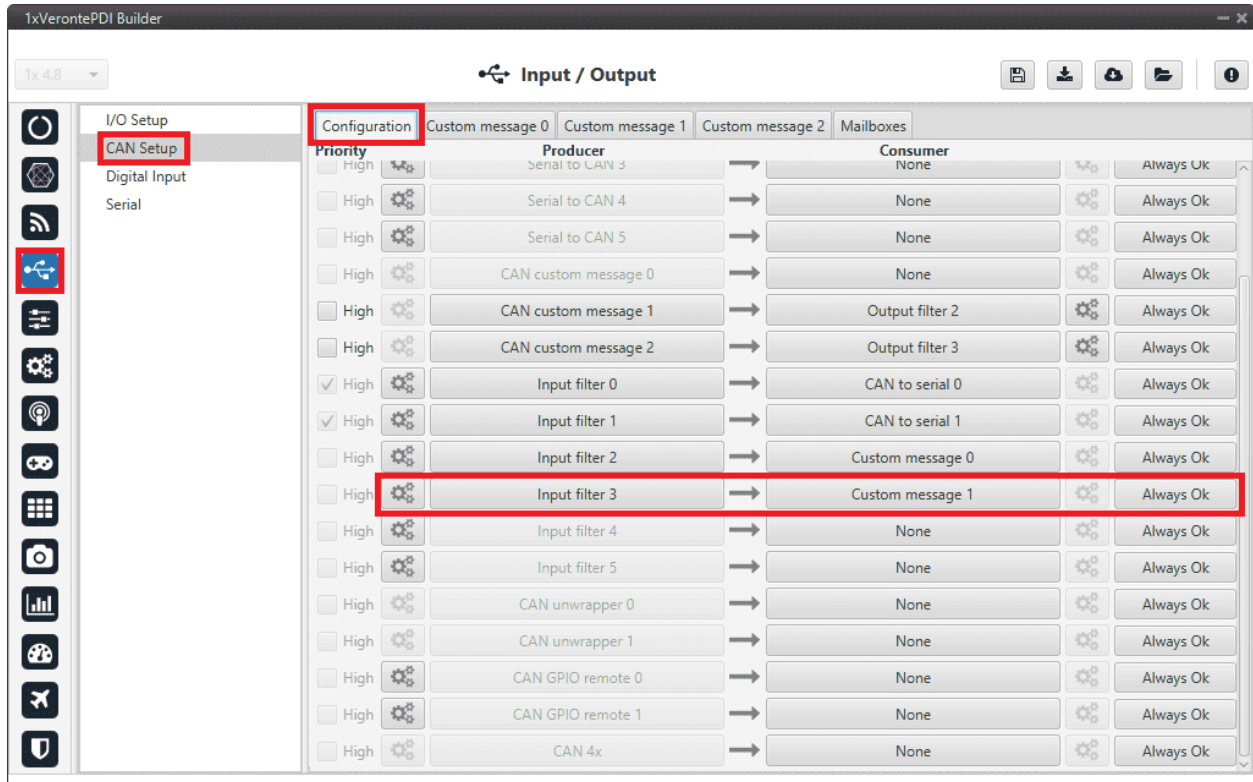 1xVerontePDI Builder
1x 4.8
Input / Output
I/O Setup
CAN Setup
Digital Input
Serial
Configuration Custom message 0 Custom message 1 Custom message 2 Mailboxes
Priority Producer Consumer
High Serial to CAN 3 None Always Ok
High Serial to CAN 4 None Always Ok
High Serial to CAN 5 None Always Ok
High CAN custom message 0 None Always Ok
High CAN custom message 1 Output filter 2 Always Ok
High CAN custom message 2 Output filter 3 Always Ok
High Input filter 0 CAN to serial 0 Always Ok
High Input filter 1 CAN to serial 1 Always Ok
High Input filter 2 Custom message 0 Always Ok
High Input filter 3 Custom message 1 Always Ok
High Input filter 4 None Always Ok
High Input filter 5 None Always Ok
High CAN unwrapper 0 None Always Ok
High CAN unwrapper 1 None Always Ok
High CAN GPIO remote 0 None Always Ok
High CAN GPIO remote 1 None Always Ok
High CAN 4x None Always Ok